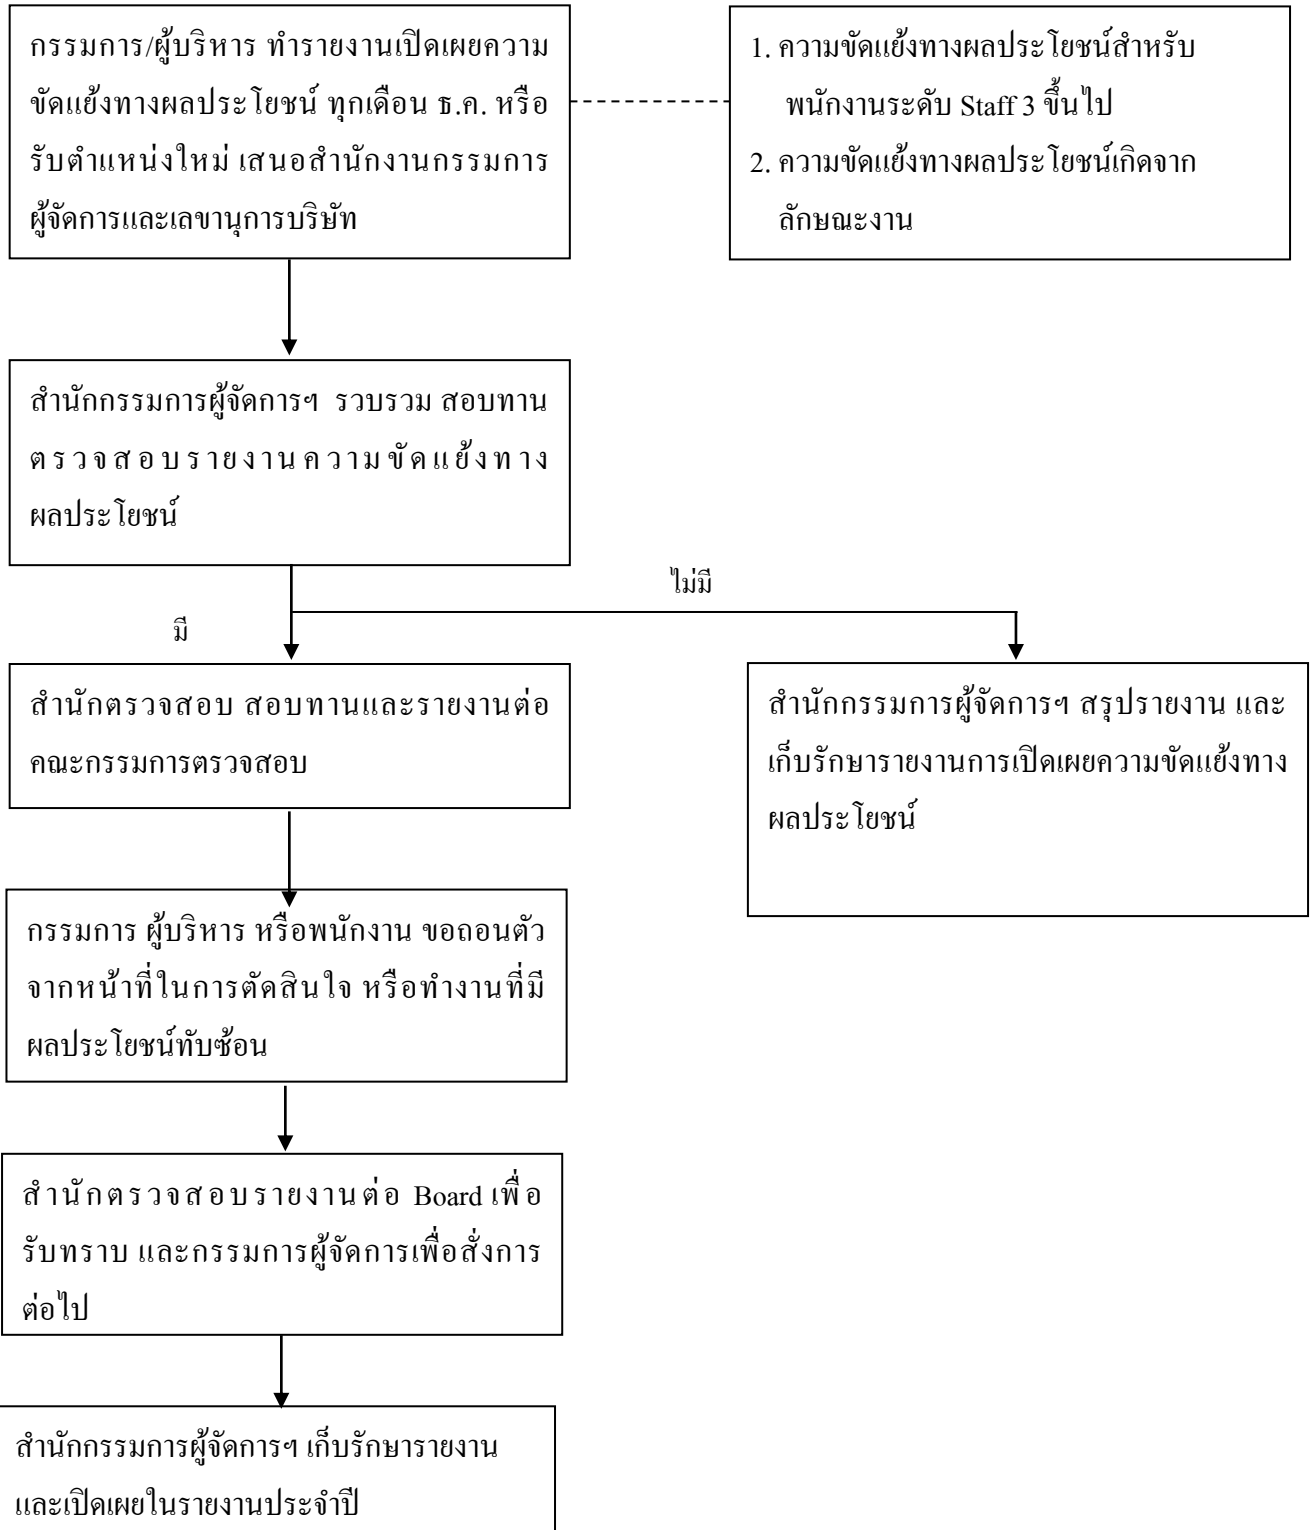 กรรมการ/ผู้บริหาร ทำรายงานเปิดเผยความ
ขัดแย้งทางผลประโยชน์ ทุกเดือน ธ.ค. หรือ
รับตำแหน่งใหม่ เสนอสำนักงานกรรมการ
ผู้จัดการและเลขานุการบริษัท
1. ความขัดแย้งทางผลประโยชน์สำหรับ
พนักงานระดับ Staff 3 ขึ้นไป
2. ความขัดแย้งทางผลประโยชน์เกิดจาก
ลักษณะงาน
สำนักกรรมการผู้จัดการฯ รวบรวม สอบทาน
ตรวจสอบรายงานความขัดแย้งทาง
ผลประโยชน์
ไม่มี
มี
สำนักตรวจสอบ สอบทานและรายงานต่อ
คณะกรรมการตรวจสอบ
สำนักกรรมการผู้จัดการฯ สรุปรายงาน และ
เก็บรักษารายงานการเปิดเผยความขัดแย้งทาง
ผลประโยชน์
กรรมการ ผู้บริหาร หรือพนักงาน ขอถอนตัว
จากหน้าที่ในการตัดสินใจ หรือทำงานที่มี
ผลประโยชน์ทับซ้อน
สำนักตรวจสอบรายงานต่อ Board เพื่อ
รับทราบ และกรรมการผู้จัดการเพื่อสั่งการ
ต่อไป
สำนักกรรมการผู้จัดการฯ เก็บรักษารายงาน
และเปิดเผยในรายงานประจำปี